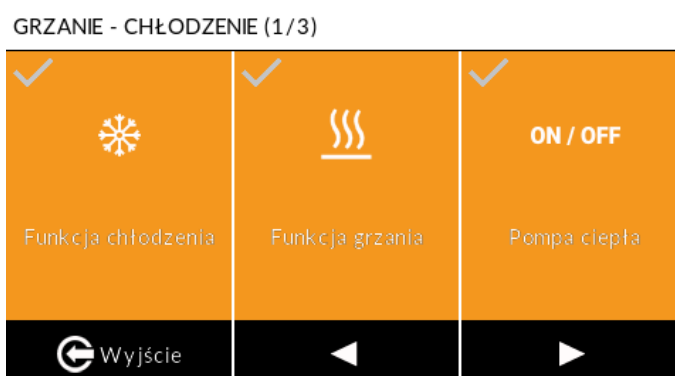 GRZANIE - CHŁODZENIE (1/3)
ON / OFF
Funkcja chłodzenia
Funkcja grzania
Pompa ciepła
Wyjście